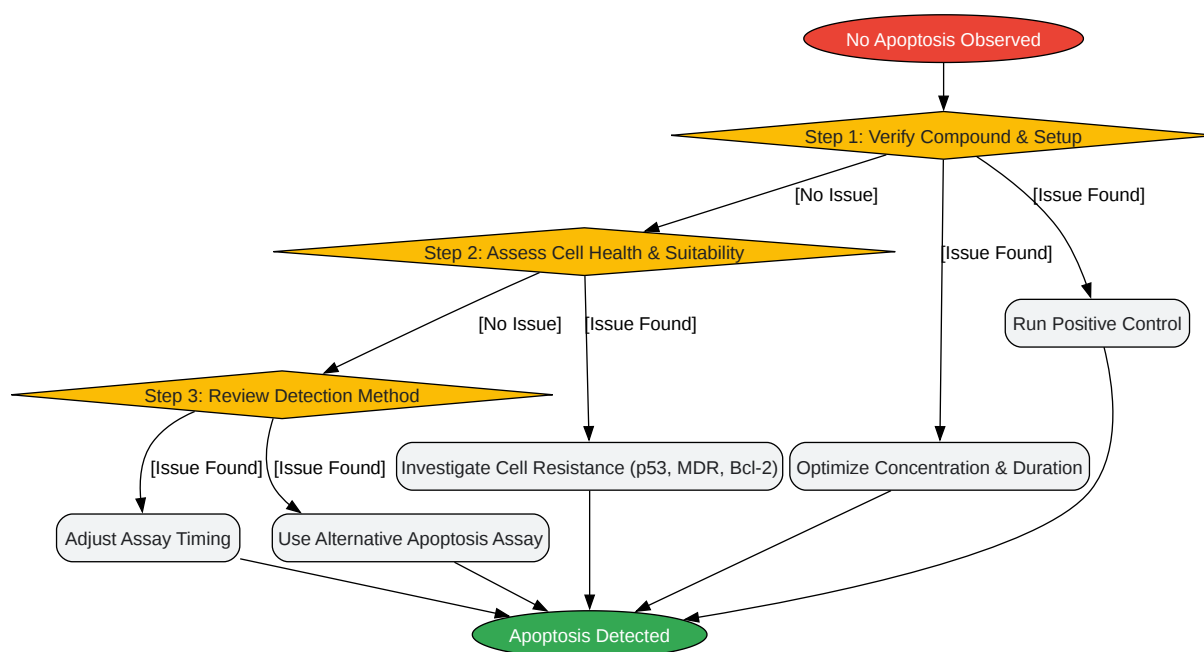 No Apoptosis Observed
Step 1: Verify Compound & Setup
[No Issue]
[Issue Found]
Step 2: Assess Cell Health & Suitability
[Issue Found]
[No Issue]
[Issue Found]
Run Positive Control
Step 3: Review Detection Method
[Issue Found]
[Issue Found]
Investigate Cell Resistance (p53, MDR, Bcl-2)
Optimize Concentration & Duration
Adjust Assay Timing
Use Alternative Apoptosis Assay
Apoptosis Detected